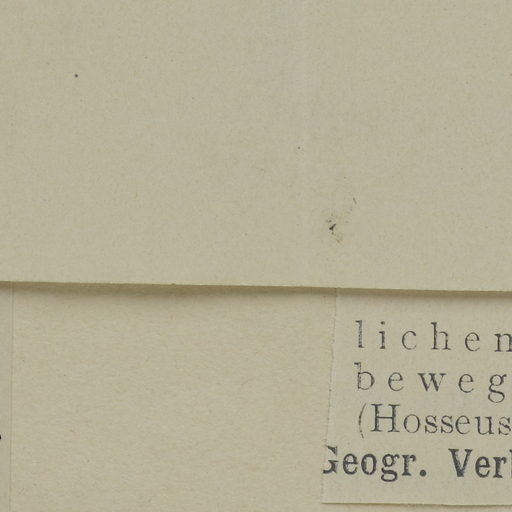 lichen
beweg
(Hosseus
Geogr. Ver